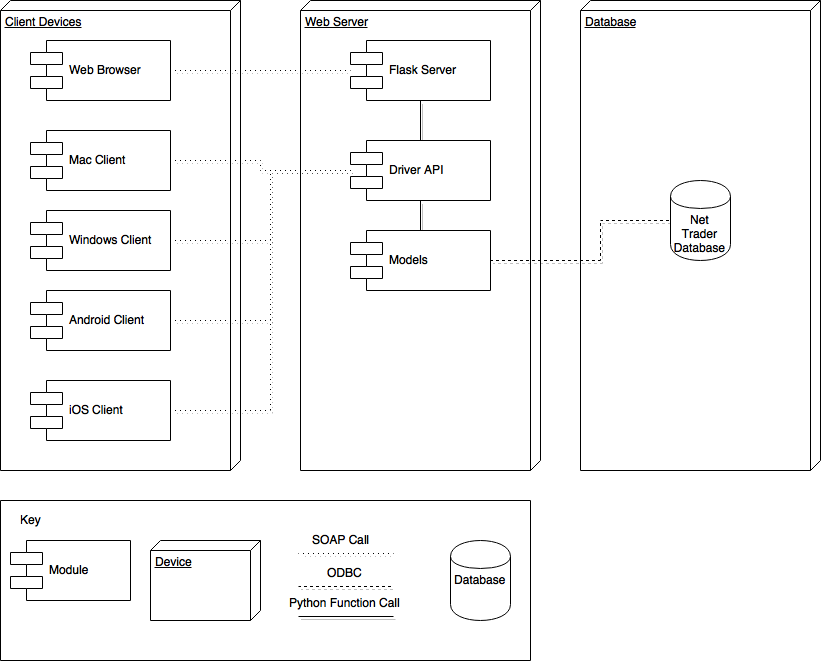 Client Devices
Web Browser
Mac Client
Windows Client
Android Client
iOS Client
Web Server
Flask Server
Driver API
Models
Database
Net
Trader
Database
Key
Module
Device
SOAP Call
ODBC
Python Function Call
Database